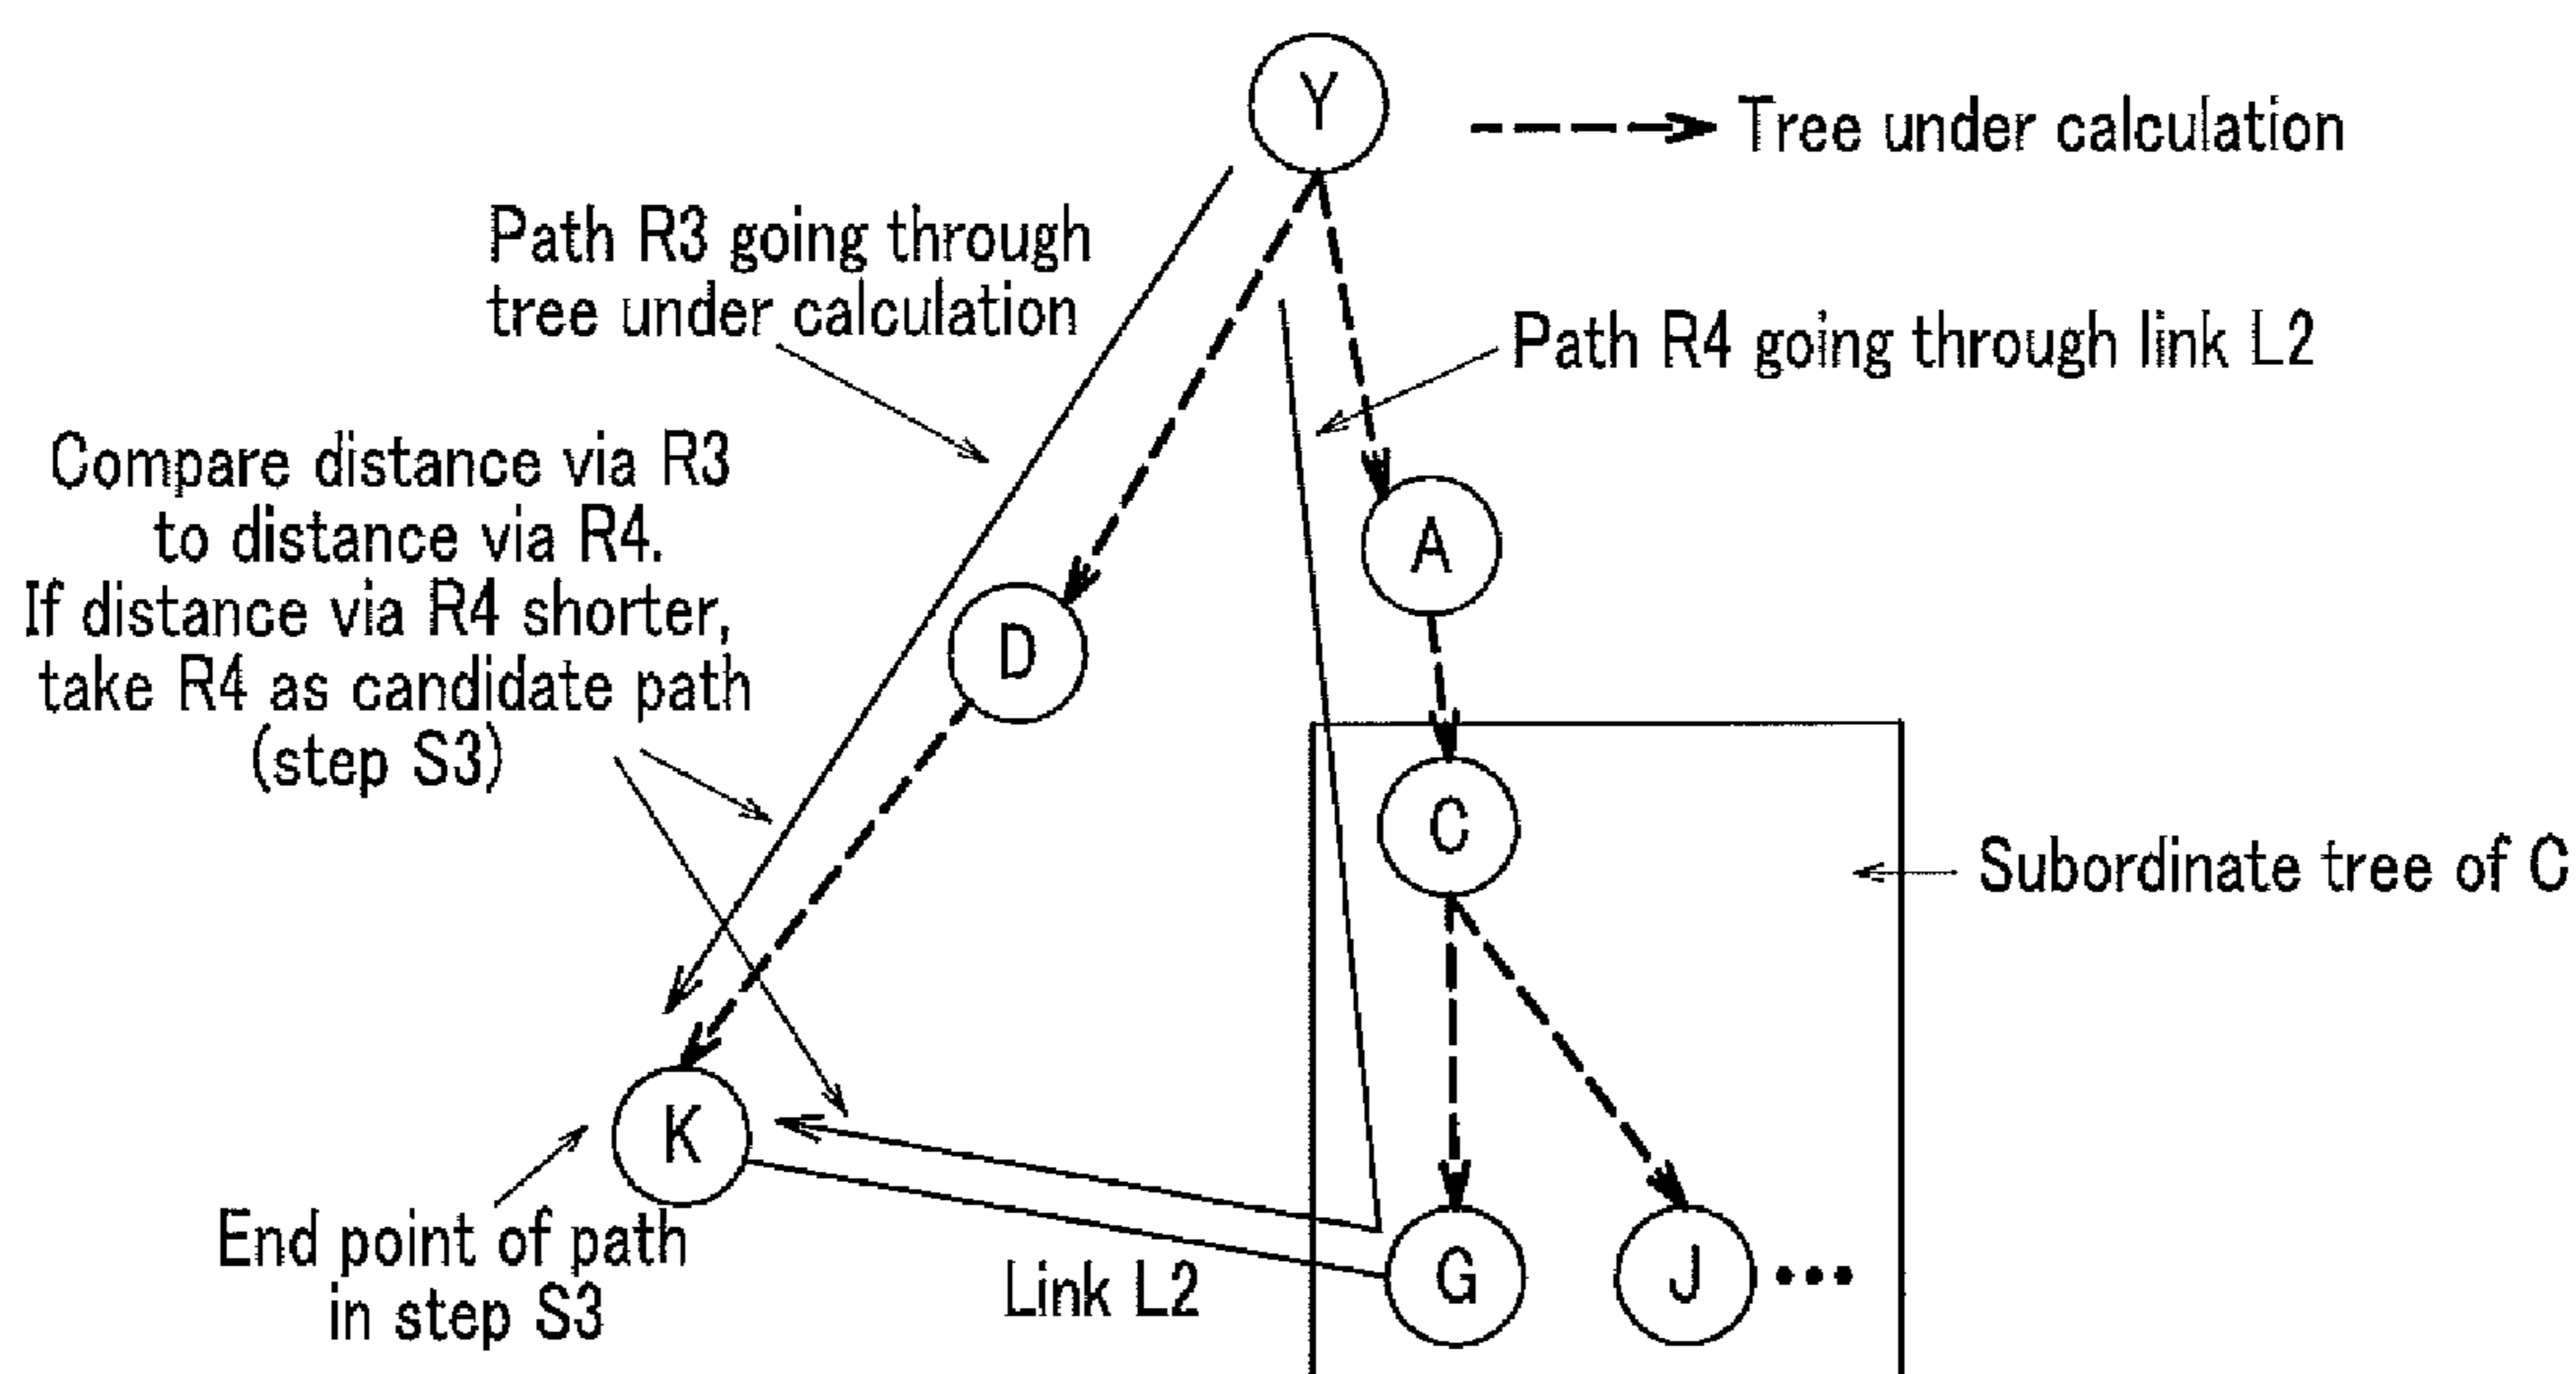 Y
Tree under calculation
Path R3 going through
tree under calculation
Path R4 going through link L2
Compare distance via R3
to distance via R4.
If distance via R4 shorter,
take R4 as candidate path
(step S3)
A
D
C
Subordinate tree of C
K
End point of path
in step S3
Link L2
G
J
•••